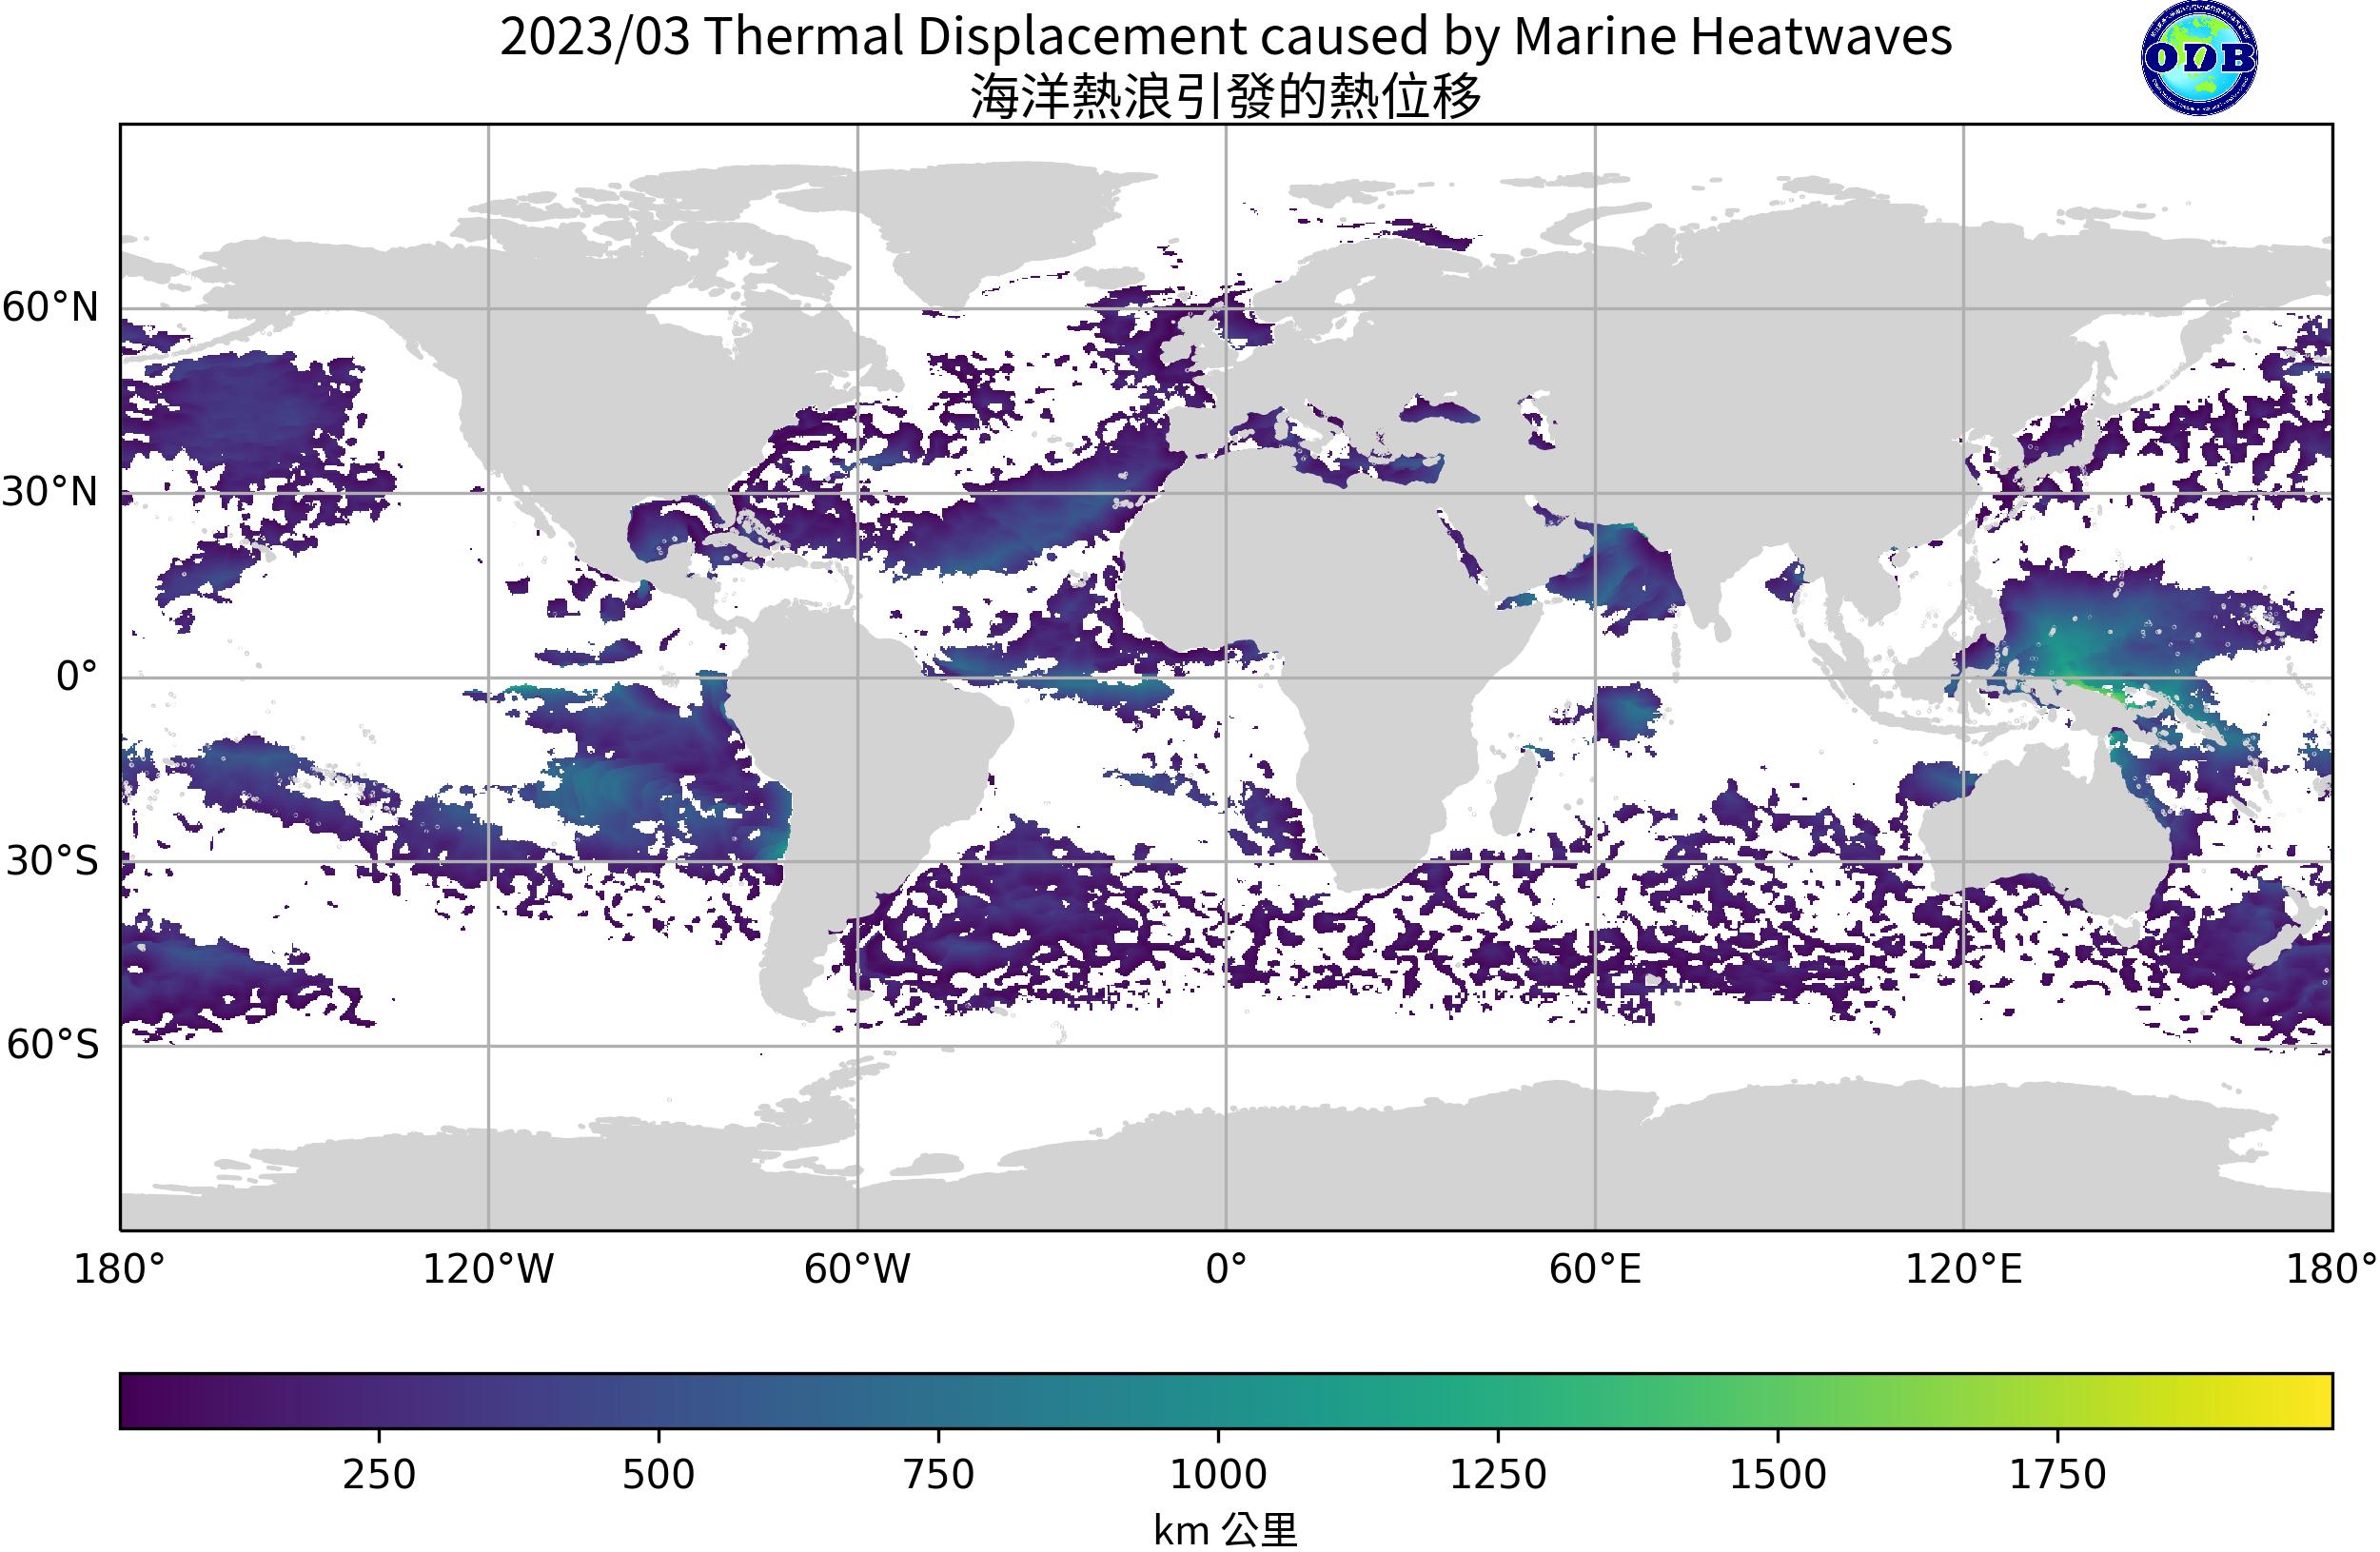 2023/03 Thermal Displacement caused by Marine Heatwaves
海洋熱浪引發的熱位移
ODB
60°N
30°N
0°
30°S
60°S
180° 120°W 60°W 0° 60°E 120°E 180°
250 500 750 1000 1250 1500 1750
km 公里